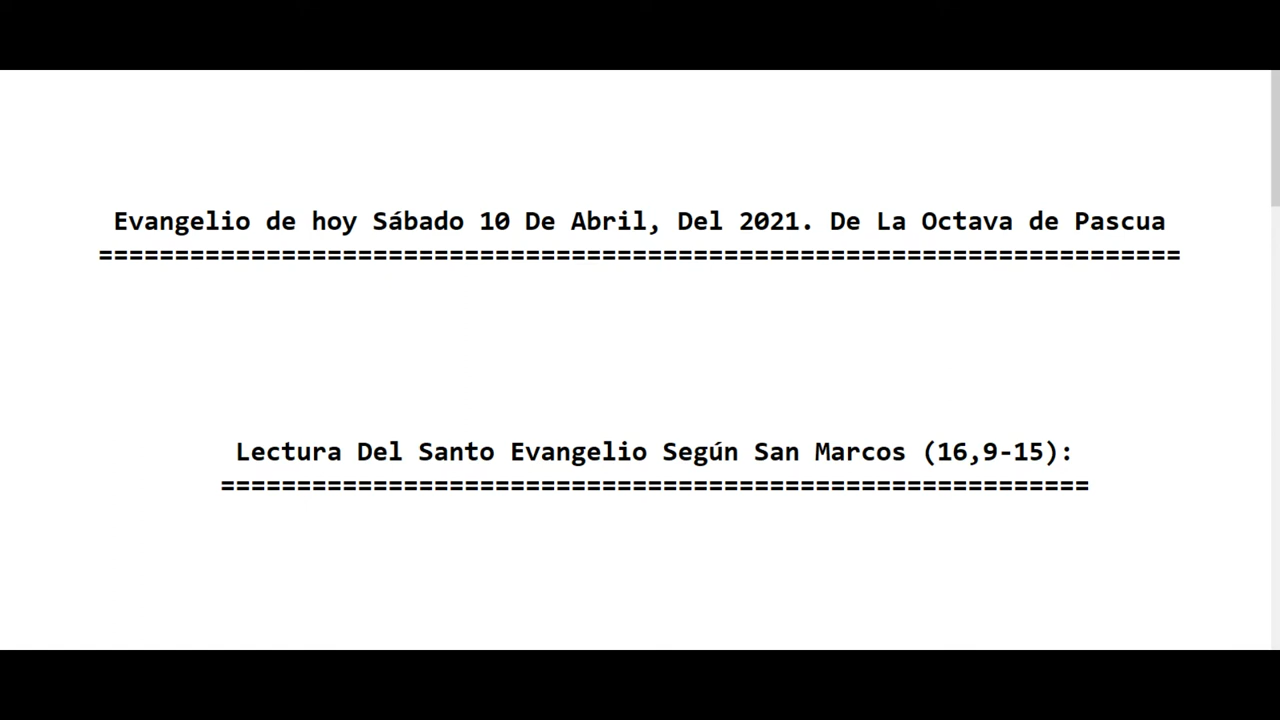 Evangelio de hoy Sábado 10 De Abril, Del 2021. De La Octava de Pascua
=======================================================================
Lectura Del Santo Evangelio Según San Marcos (16,9-15):
=========================================================